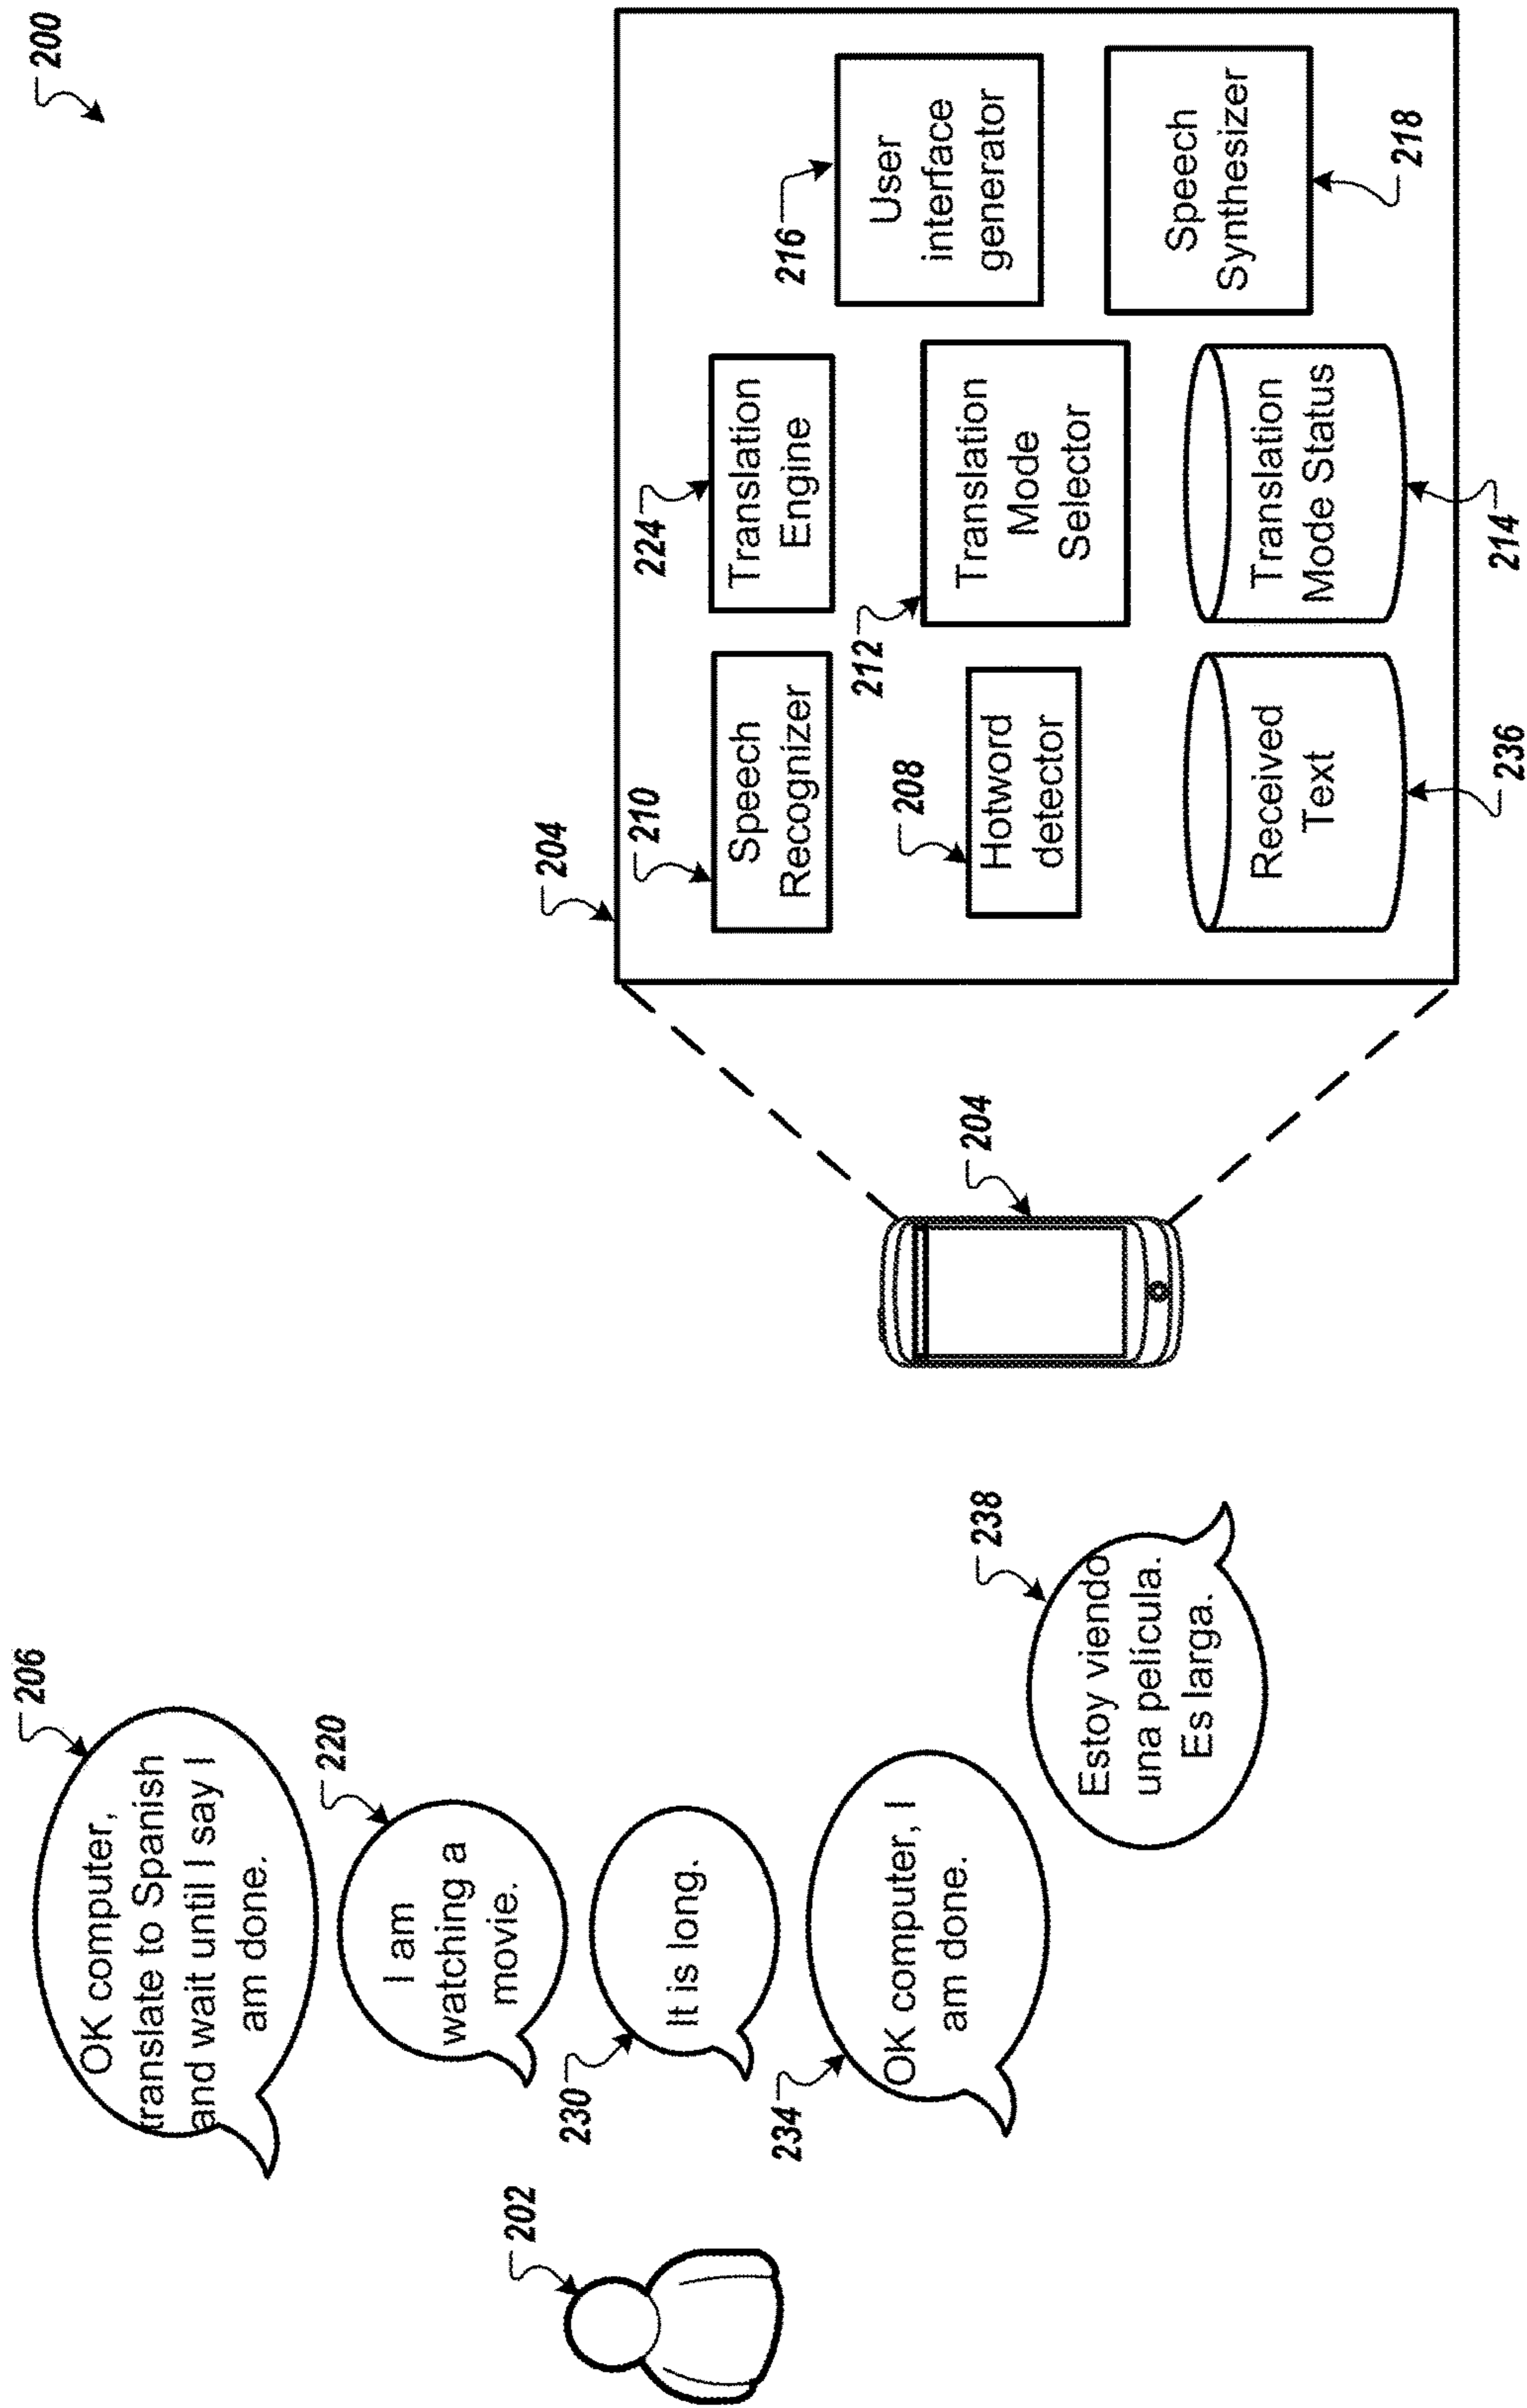 200
206
OK computer,
translate to Spanish
and wait until I say I
am done.
220
I am
watching a
movie.
230
It is long.
234
OK computer, I
am done.
238
Estoy viendo
una película.
Es larga.
202
204
204
210
Speech
Recognizer
224
Translation
Engine
216
User
interface
generator
208
Hotword
detector
212
Translation
Mode
Selector
Speech
Synthesizer
218
Received
Text
236
Translation
Mode Status
214